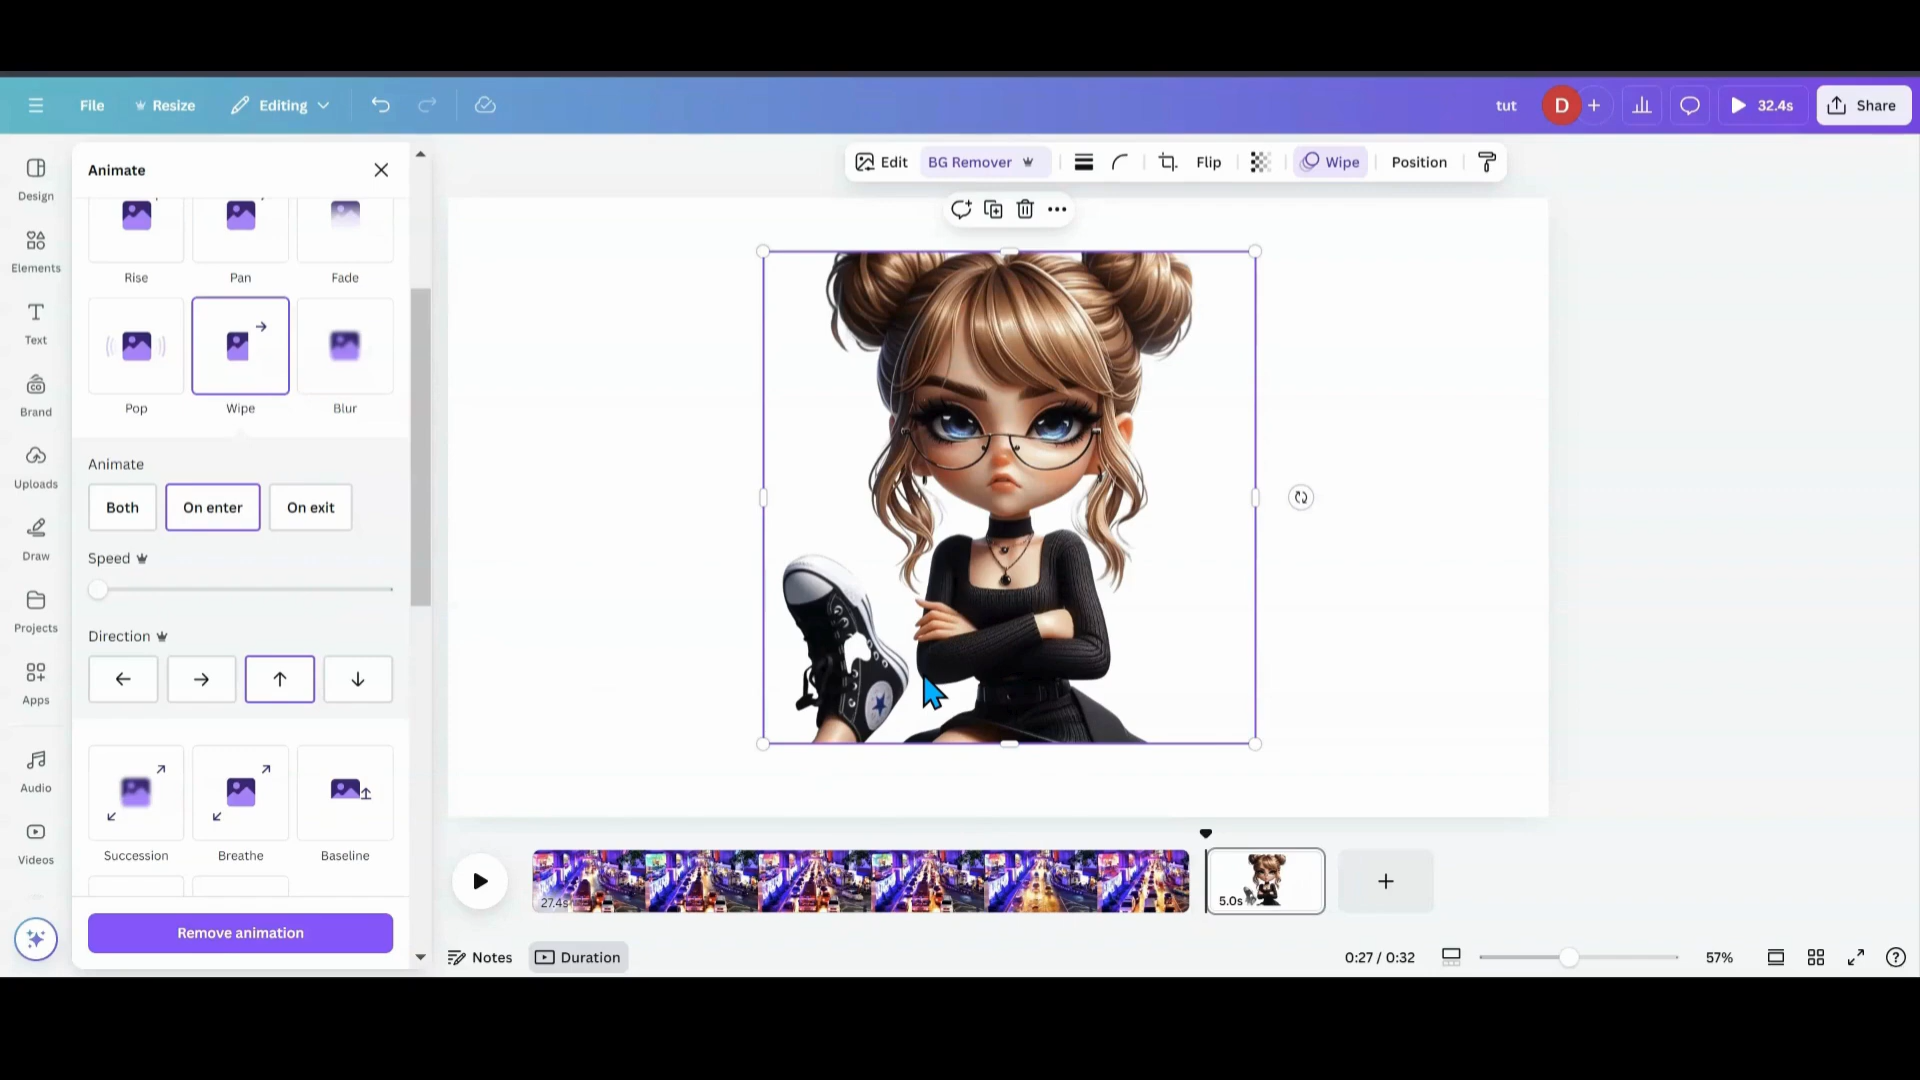 File Resize Editing tut D 32.4s Share
Design
Elements
Text
Brand
Uploads
Draw
Projects
Apps
Audio
Videos
Animate
Rise Pan Fade
Pop Wipe Blur
Animate
Both On enter On exit
Speed
Direction
Succession Breathe Baseline
Remove animation
Edit BG Remover Flip Wipe Position
27.4s 5.0s
Notes Duration 0:27 / 0:32 57%